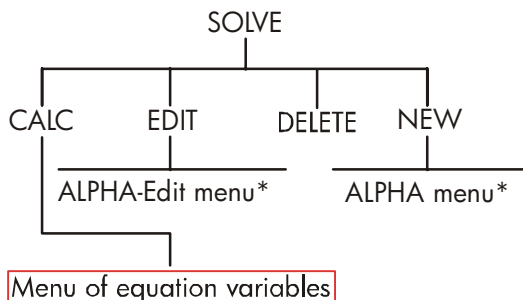 SOLVE
CALC EDIT DELETE NEW
ALPHA-Edit menu* ALPHA menu*
Menu of equation variables